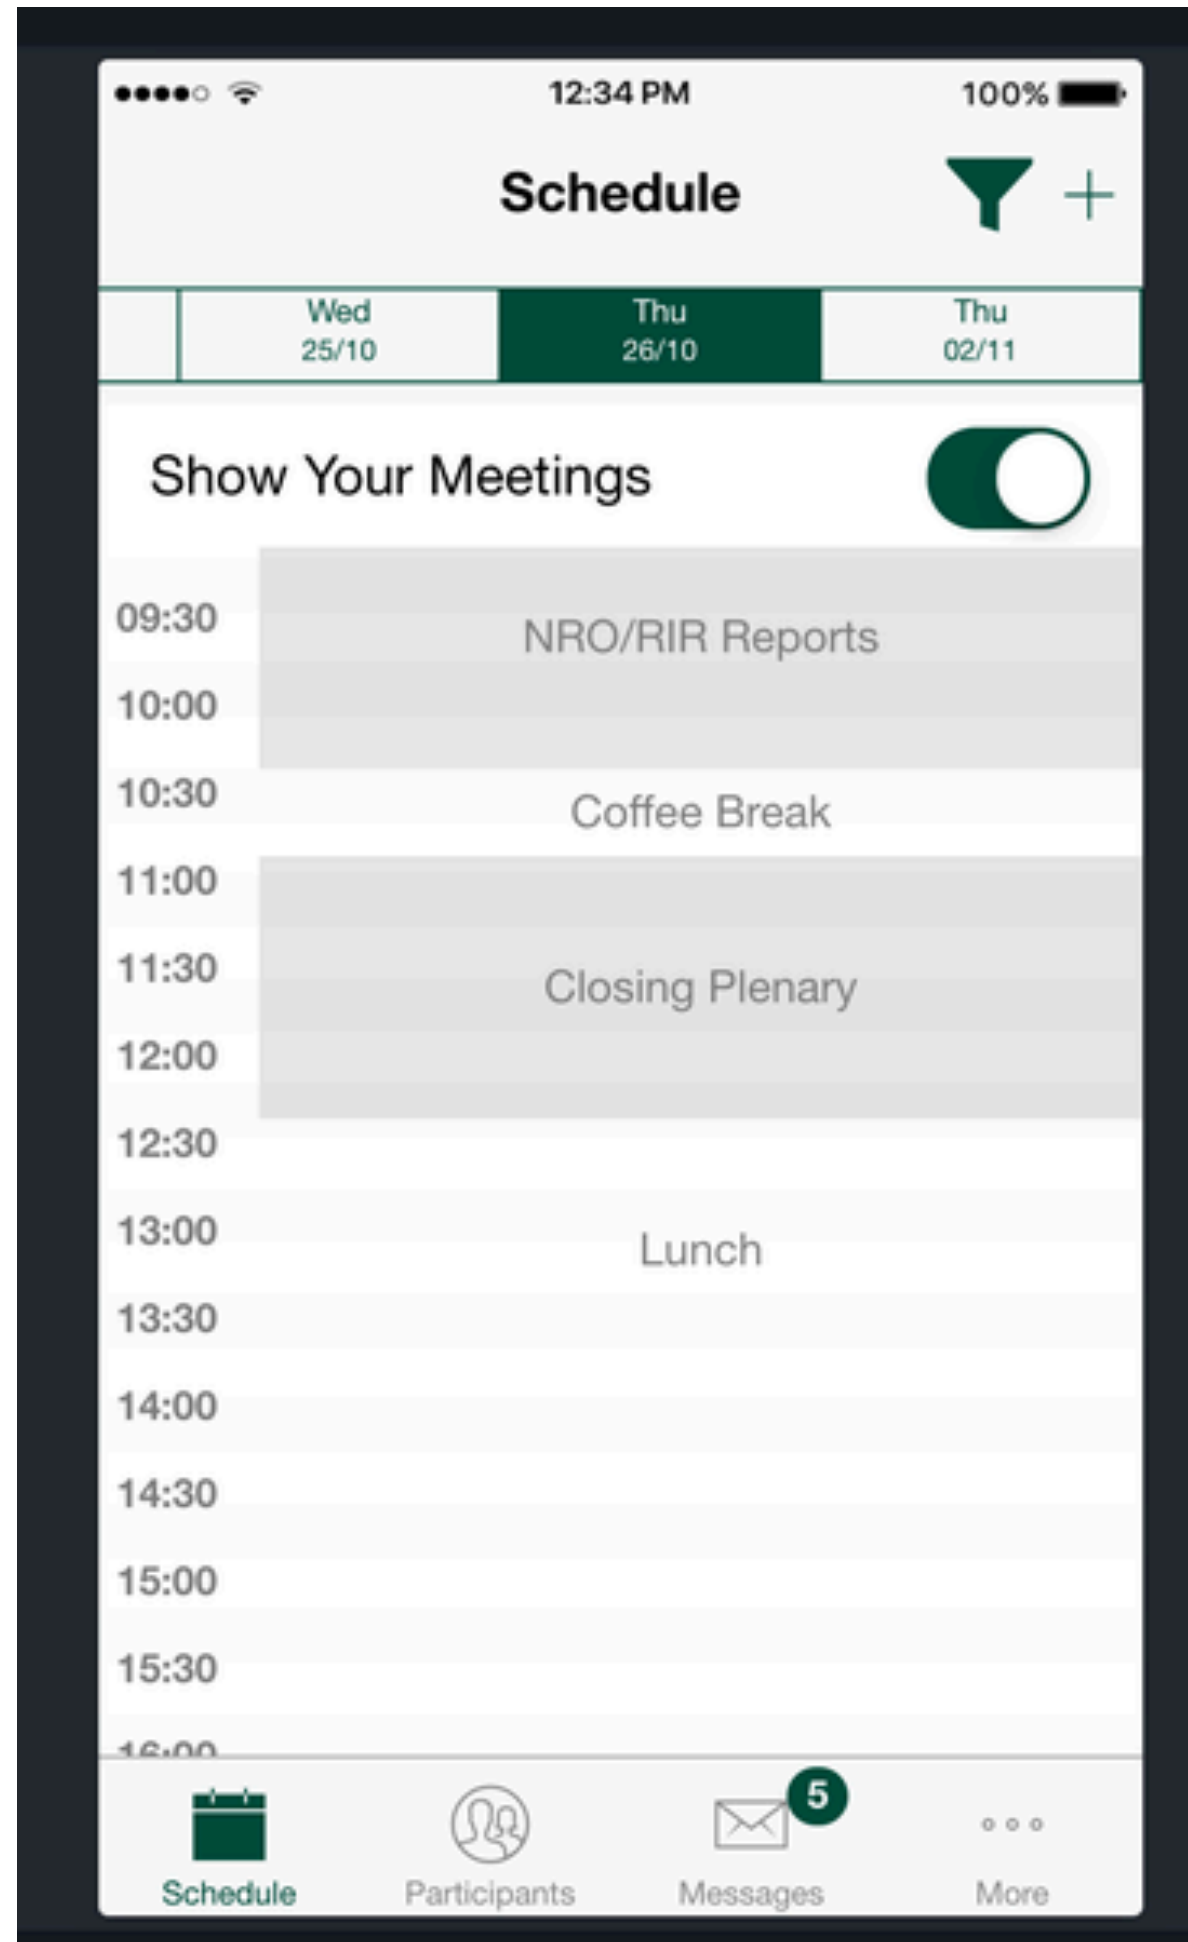 12:34 PM 100%
Schedule
Wed Thu Thu
25/10 26/10 02/11
Show Your Meetings
09:30
NRO/RIR Reports
10:00
10:30
Coffee Break
11:00
11:30
Closing Plenary
12:00
12:30
13:00
Lunch
13:30
14:00
14:30
15:00
15:30
16:00
5
Schedule Participants Messages More